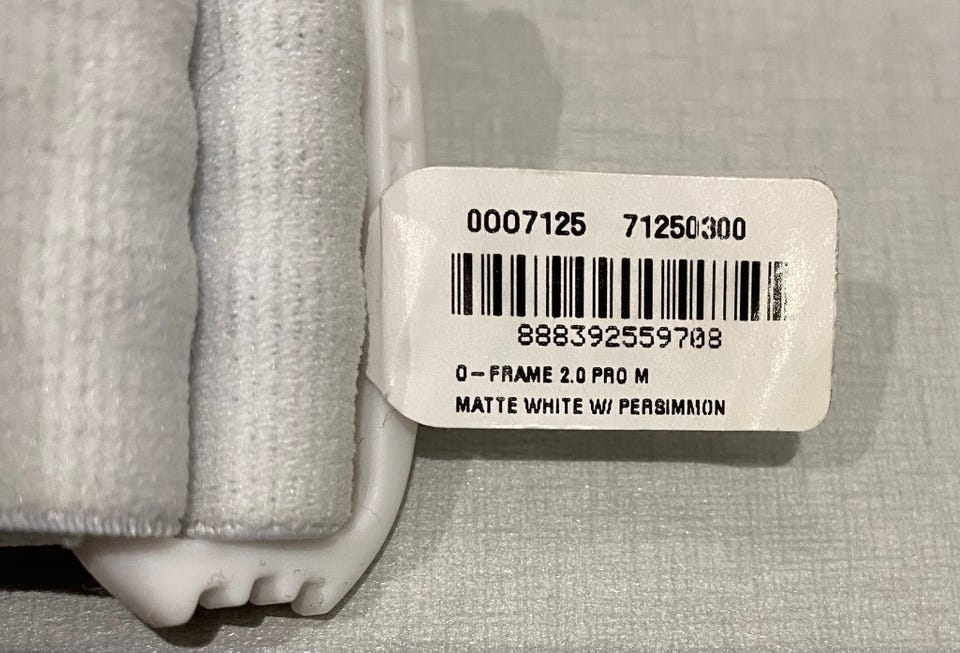 0007125 71250300
888392559708
O-FRAME 2.0 PRO M
MATTE WHITE W/ PERSIMMON